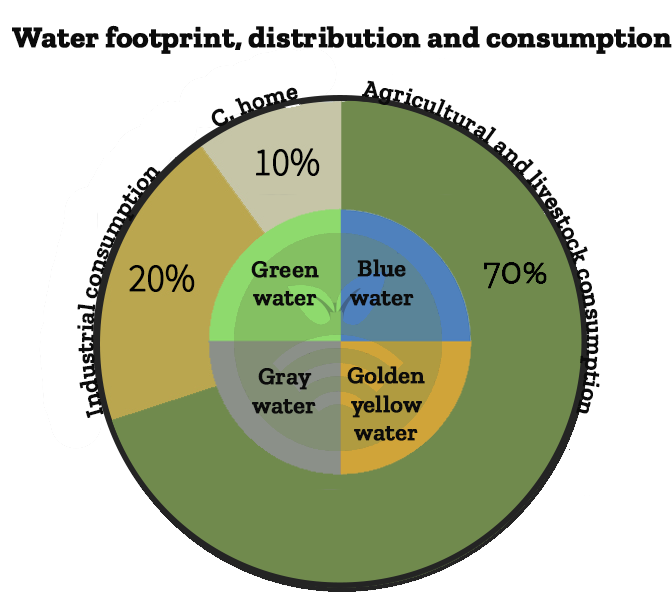 Water footprint, distribution and consumption
C. home
Agricultural and livestock consumption
Industrial consumption
10%
20%
70%
Green
water
Blue
water
Gray
water
Golden
yellow
water